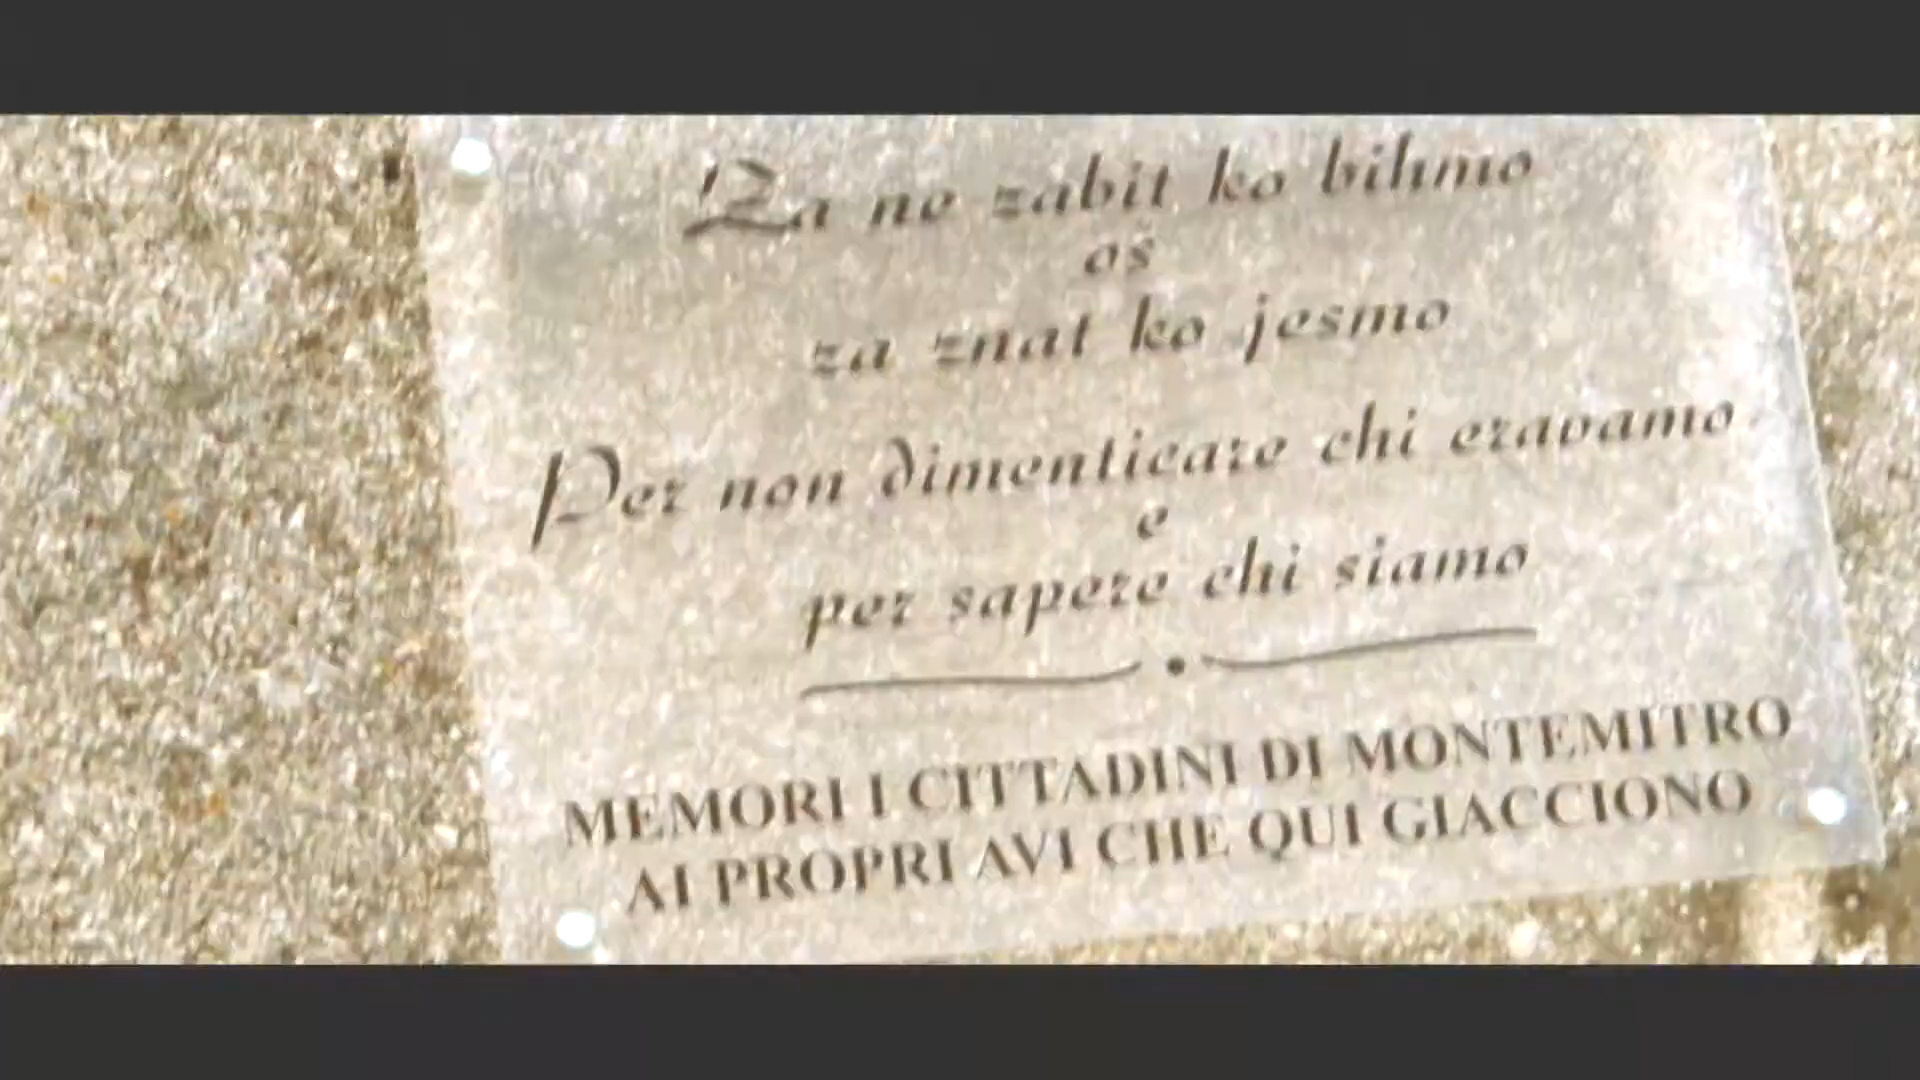 Za ne zabit ko bihmo
oš
za znat ko jesmo
Per non dimenticare chi eravamo
e
per sapere chi siamo
MEMORI I CITTADINI DI MONTEMITRO
AI PROPRI AVI CHE QUI GIACCIONO